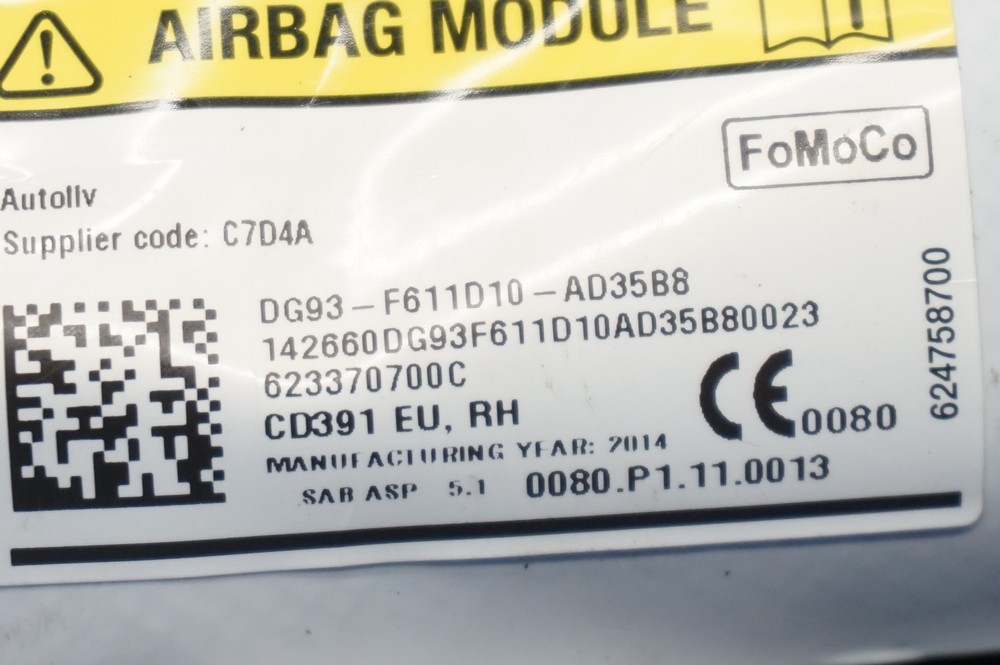 AIRBAG MODULE
FoMoCo
Autoliv
Supplier code: C7D4A
DG93-F611D10-AD35B8
142660DG93F611D10AD35B80023
623370700C
CD391 EU, RH
CE 0080
MANUFACTURING YEAR: 2014
SAB ASP 5.1 0080.P1.11.0013
624758700